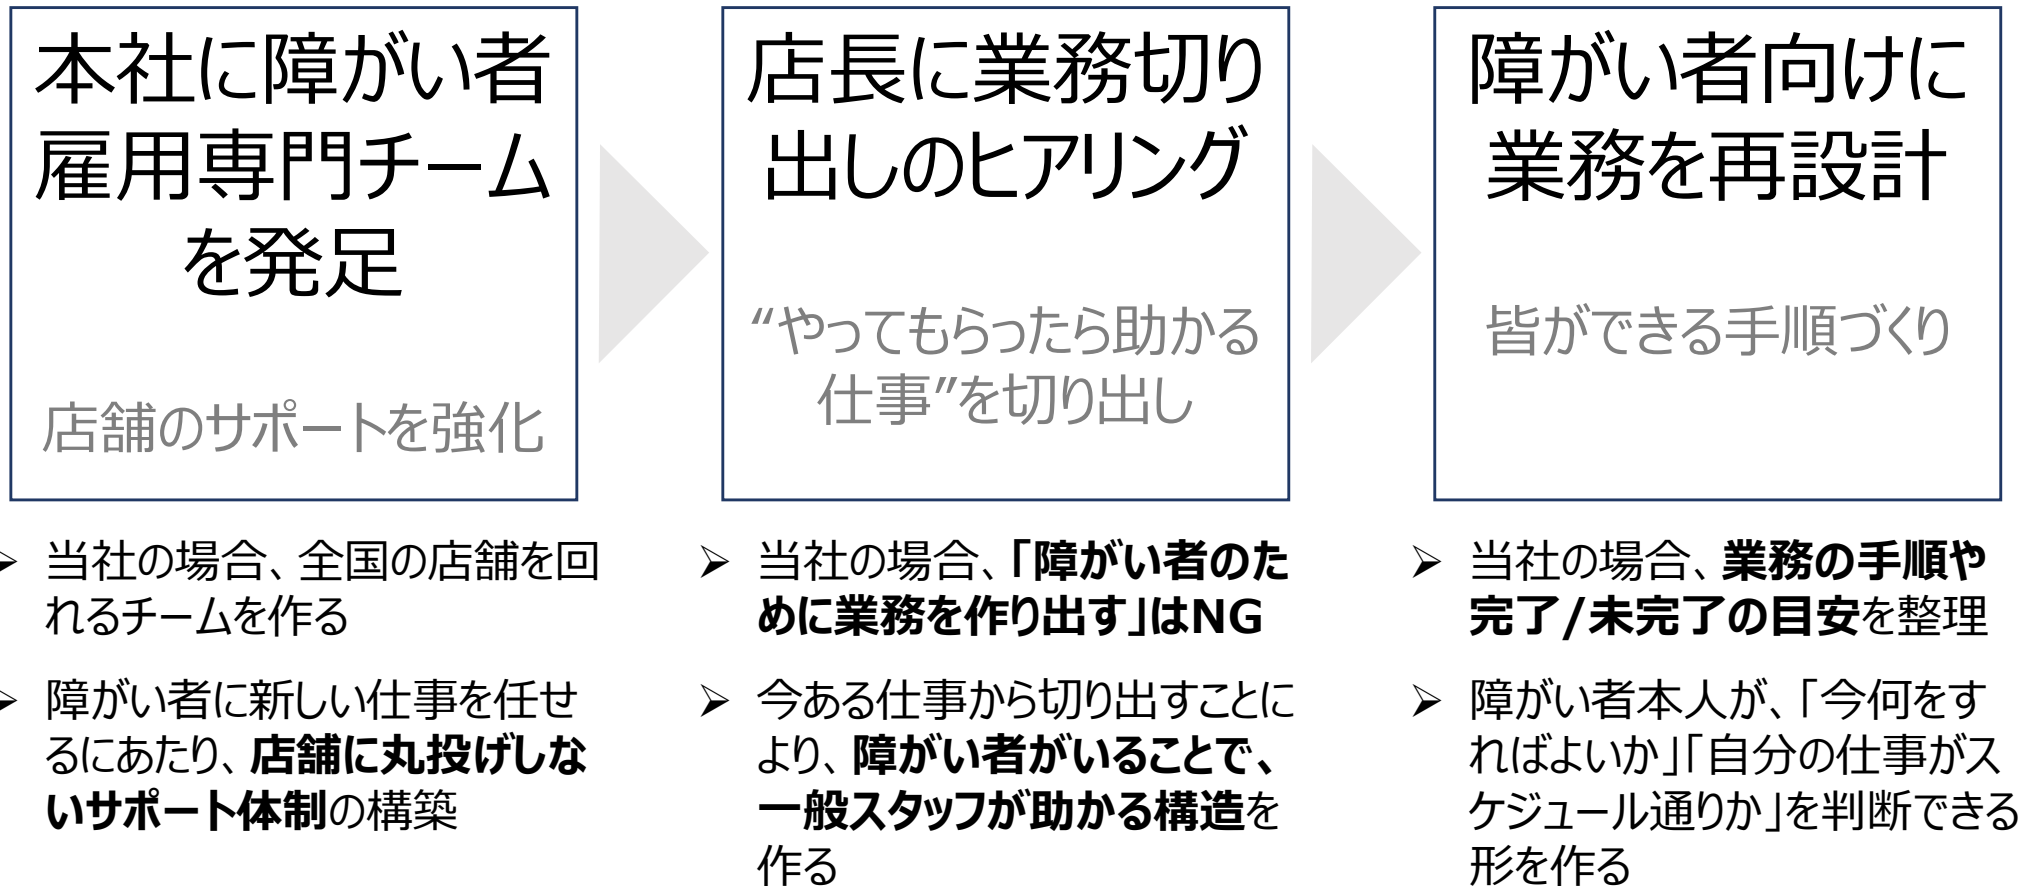 本社に障がい者
雇用専門チーム
を発足
店舗のサポートを強化
➢ 当社の場合、全国の店舗を回
れるチームを作る
➢ 障がい者に新しい仕事を任せ
るにあたり、店舗に丸投げしな
いサポート体制の構築
店長に業務切り
出しのヒアリング
“やってもらったら助かる
仕事”を切り出し
➢ 当社の場合、「障がい者のた
めに業務を作り出す」はNG
➢ 今ある仕事から切り出すことに
より、障がい者がいることで、
一般スタッフが助かる構造を
作る
障がい者向けに
業務を再設計
皆ができる手順づくり
➢ 当社の場合、業務の手順や
完了/未完了の目安を整理
➢ 障がい者本人が、「今何をす
ればよいか」「自分の仕事がス
ケジュール通りか」を判断できる
形を作る